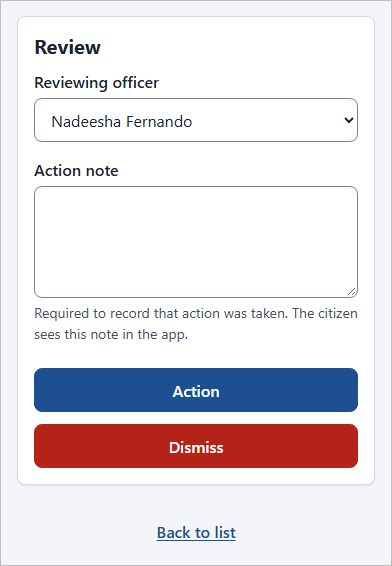 Review
Reviewing officer
Nadeesha Fernando
Action note
Required to record that action was taken. The citizen
sees this note in the app.
Action
Dismiss
Back to list